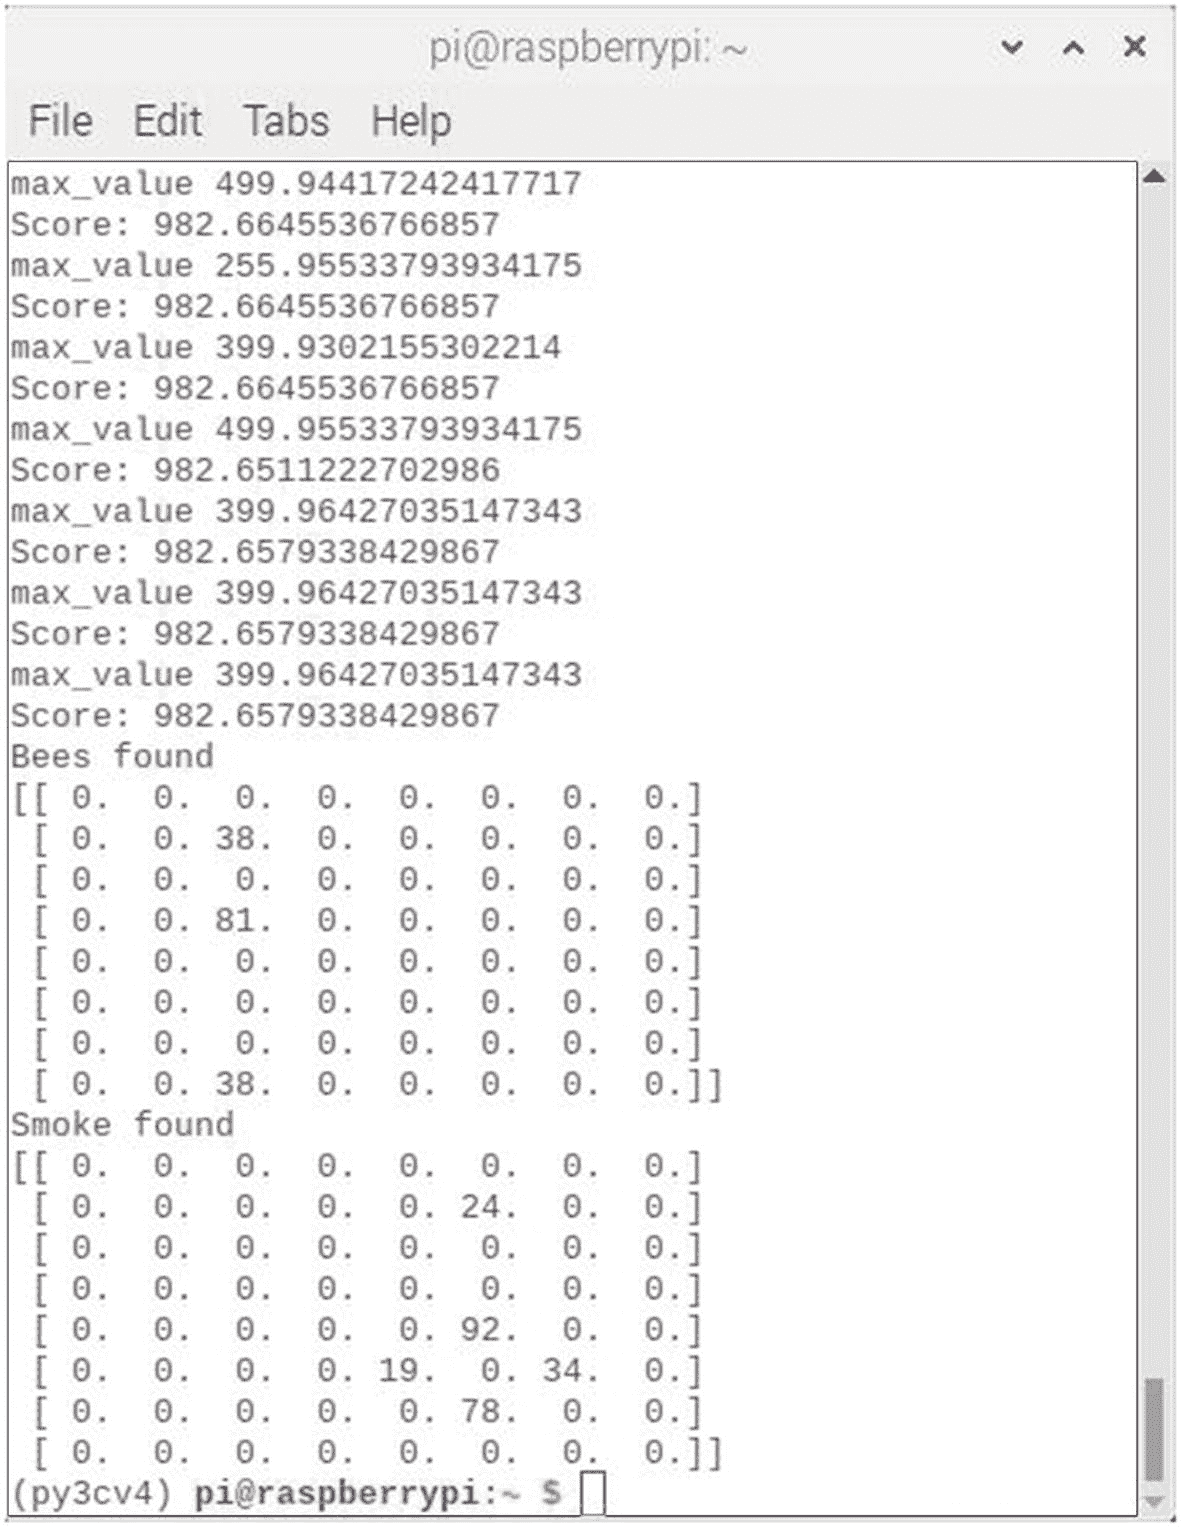 pi@raspberrypi: ~
File Edit Tabs Help
max_value 499.94417242417717
Score: 982.6645536766857
max_value 255.95533793934175
Score: 982.6645536766857
max_value 399.9302155302214
Score: 982.6645536766857
max_value 499.95533793934175
Score: 982.6511222702986
max_value 399.96427035147343
Score: 982.6579338429867
max_value 399.96427035147343
Score: 982.6579338429867
max_value 399.96427035147343
Score: 982.6579338429867
Bees found
[[ 0.  0.  0.  0.  0.  0.  0.  0.]
 [ 0.  0. 38.  0.  0.  0.  0.  0.]
 [ 0.  0.  0.  0.  0.  0.  0.  0.]
 [ 0.  0. 81.  0.  0.  0.  0.  0.]
 [ 0.  0.  0.  0.  0.  0.  0.  0.]
 [ 0.  0.  0.  0.  0.  0.  0.  0.]
 [ 0.  0.  0.  0.  0.  0.  0.  0.]
 [ 0.  0. 38.  0.  0.  0.  0.  0.]]
Smoke found
[[ 0.  0.  0.  0.  0.  0.  0.  0.]
 [ 0.  0.  0.  0.  0. 24.  0.  0.]
 [ 0.  0.  0.  0.  0.  0.  0.  0.]
 [ 0.  0.  0.  0.  0.  0.  0.  0.]
 [ 0.  0.  0.  0.  0. 92.  0.  0.]
 [ 0.  0.  0.  0. 19.  0. 34.  0.]
 [ 0.  0.  0.  0.  0. 78.  0.  0.]
 [ 0.  0.  0.  0.  0.  0.  0.  0.]]
(py3cv4) pi@raspberrypi:~ $